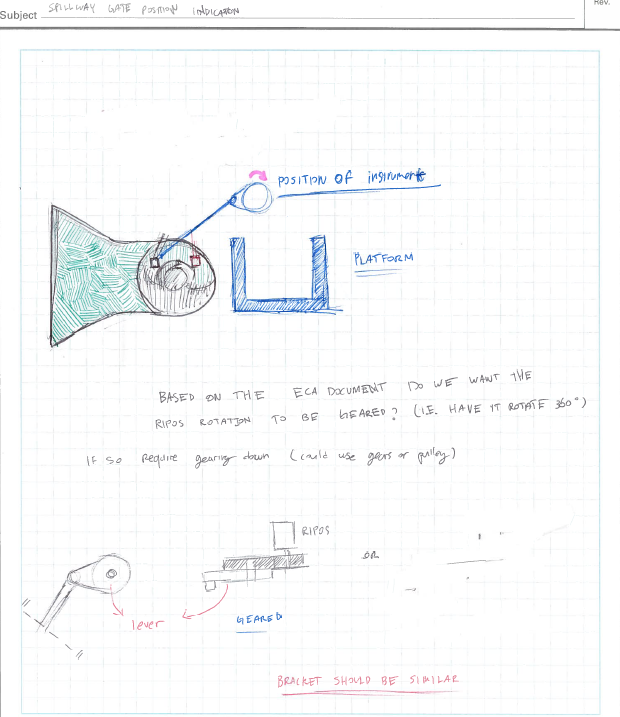 Rev.
Subject SPILLWAY GATE POSITION INDICATION
POSITION OF instrument
PLATFORM
BASED ON THE ECA DOCUMENT DO WE WANT THE
RIPOS ROTATION TO BE GEARED? (I.E. HAVE IT ROTATE 360°)
IF SO Require gearing down (could use gears or pulley)
RIPOS
OR
lever
GEARED
BRACKET SHOULD BE SIMILAR